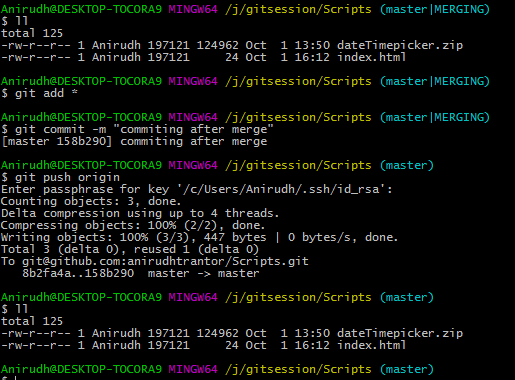 Anirudh@DESKTOP-TOCORA9 MINGW64 /j/gitsession/Scripts (master|MERGING)
$ ll
total 125
-rw-r--r-- 1 Anirudh 197121 124962 Oct  1 13:50 dateTimepicker.zip
-rw-r--r-- 1 Anirudh 197121     24 Oct  1 16:12 index.html
Anirudh@DESKTOP-TOCORA9 MINGW64 /j/gitsession/Scripts (master|MERGING)
$ git add *
Anirudh@DESKTOP-TOCORA9 MINGW64 /j/gitsession/Scripts (master|MERGING)
$ git commit -m "commiting after merge"
[master 158b290] commiting after merge
Anirudh@DESKTOP-TOCORA9 MINGW64 /j/gitsession/Scripts (master)
$ git push origin
Enter passphrase for key '/c/Users/Anirudh/.ssh/id_rsa':
Counting objects: 3, done.
Delta compression using up to 4 threads.
Compressing objects: 100% (2/2), done.
Writing objects: 100% (3/3), 447 bytes | 0 bytes/s, done.
Total 3 (delta 0), reused 1 (delta 0)
To git@github.com:anirudhtrantor/Scripts.git
   8b2fa4a..158b290  master -> master
Anirudh@DESKTOP-TOCORA9 MINGW64 /j/gitsession/Scripts (master)
$ ll
total 125
-rw-r--r-- 1 Anirudh 197121 124962 Oct  1 13:50 dateTimepicker.zip
-rw-r--r-- 1 Anirudh 197121     24 Oct  1 16:12 index.html
Anirudh@DESKTOP-TOCORA9 MINGW64 /j/gitsession/Scripts (master)
$